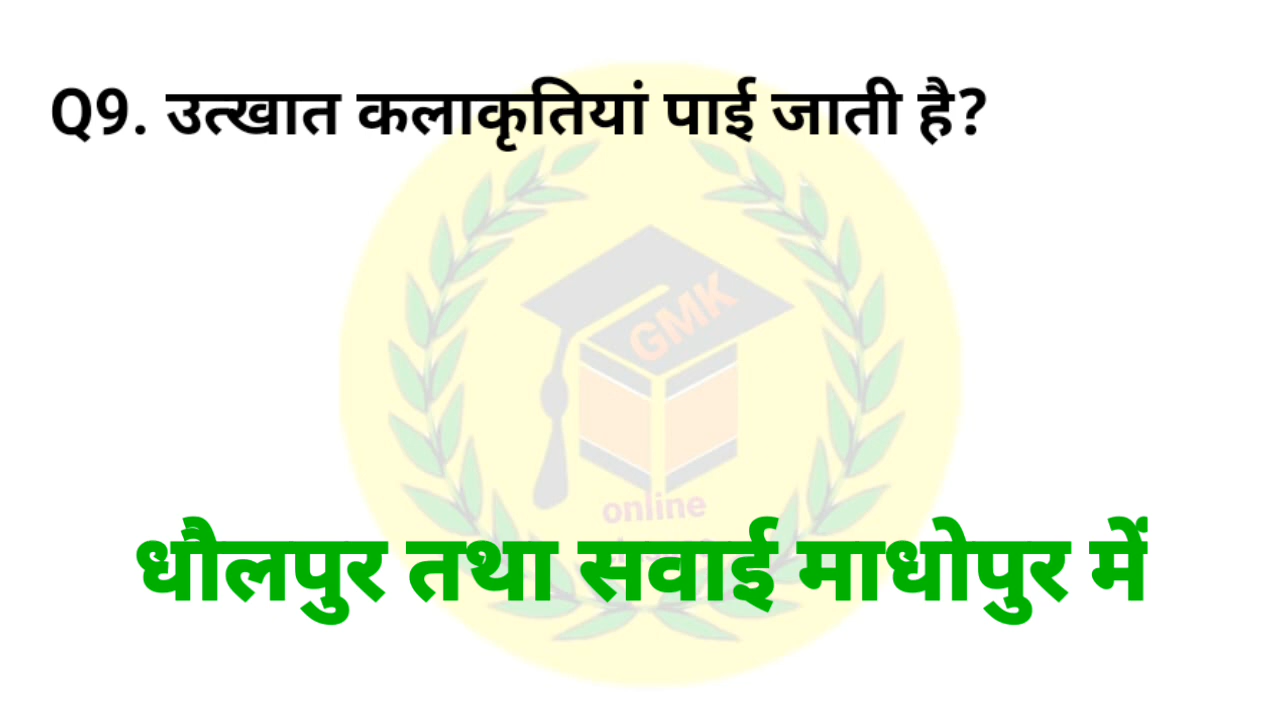 Q9. उत्खात कलाकृतियां पाई जाती है?
GMK
online
धौलपुर तथा सवाई माधोपुर में